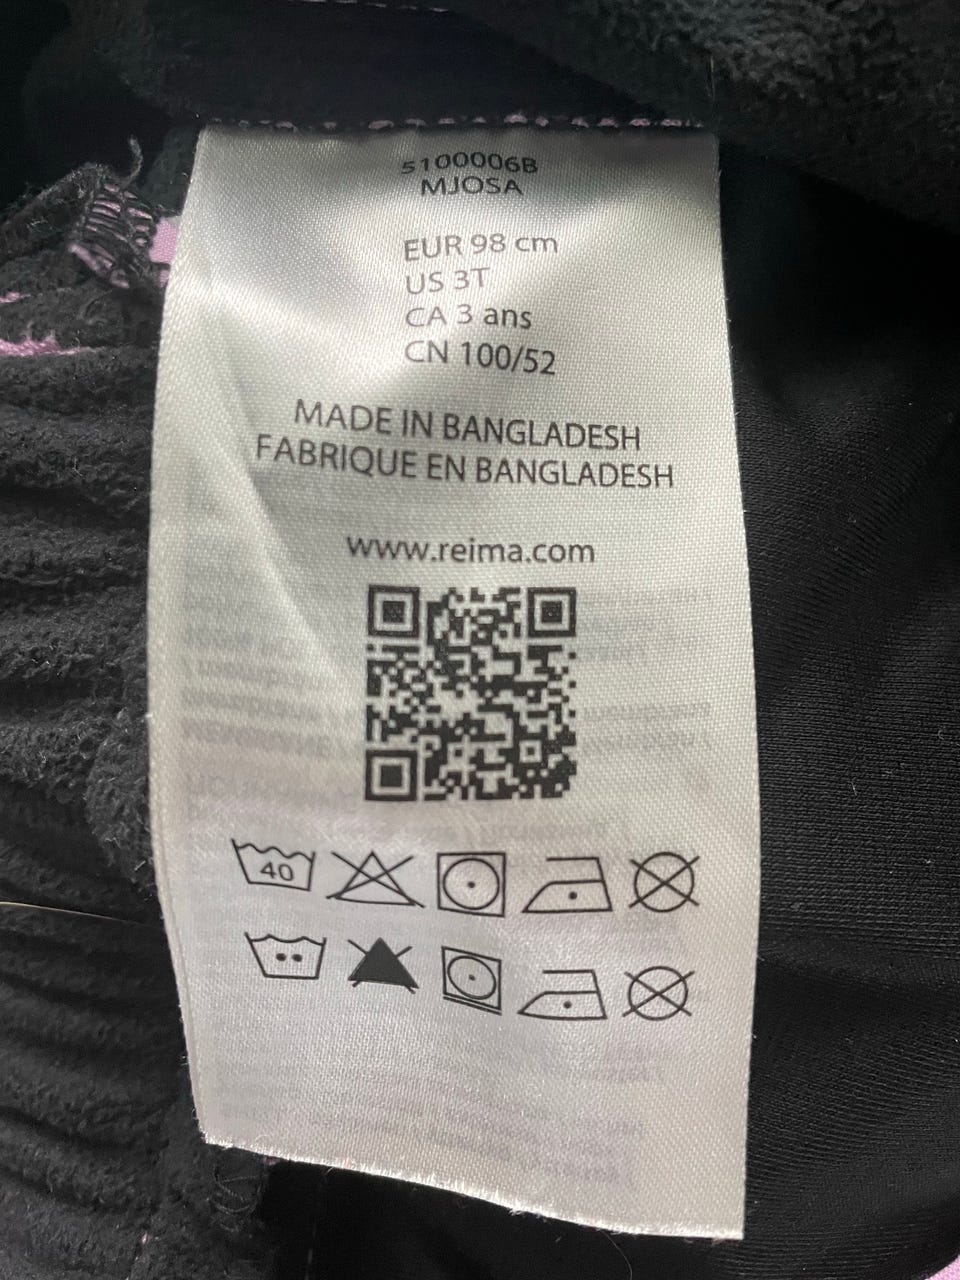 5100006B
MJOSA
EUR 98 cm
US 3T
CA 3 ans
CN 100/52
MADE IN BANGLADESH
FABRIQUE EN BANGLADESH
www.reima.com
40